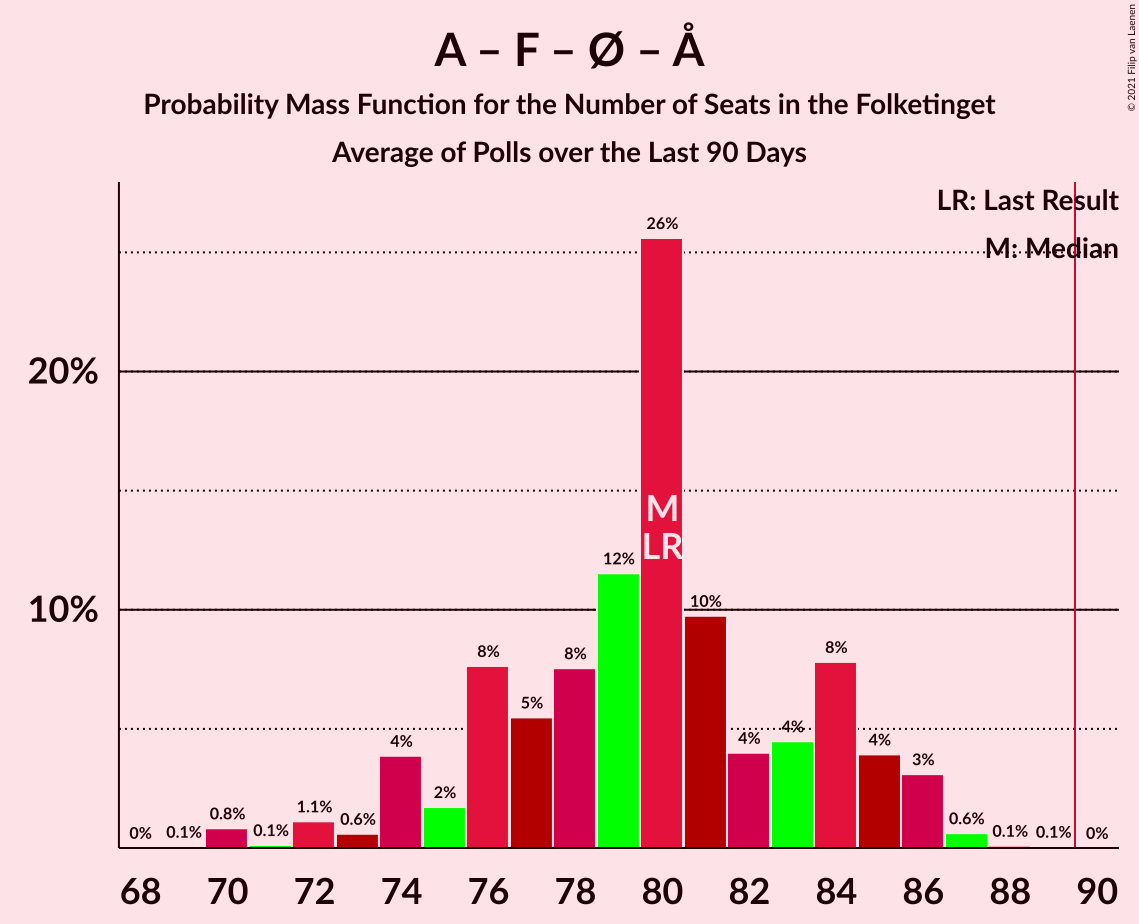 A – F – Ø – Å
Probability Mass Function for the Number of Seats in the Folketinget
Average of Polls over the Last 90 Days
© 2021 Filip van Laenen
LR: Last Result
M: Median
20%
10%
0%
0.1%
0.8%
0.1%
1.1%
0.6%
4%
2%
8%
5%
8%
12%
26%
10%
4%
4%
8%
4%
3%
0.6%
0.1%
0.1%
0%
M
LR
68 70 72 74 76 78 80 82 84 86 88 90